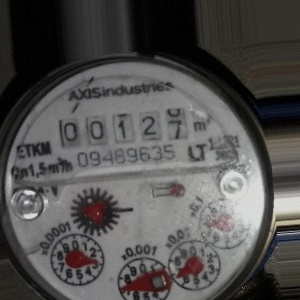 AXISindustries
00127 m³
ETKM
09489635 LT
Qn1,5m³/h
x0,0001
x0,001
x0,01
x0,1